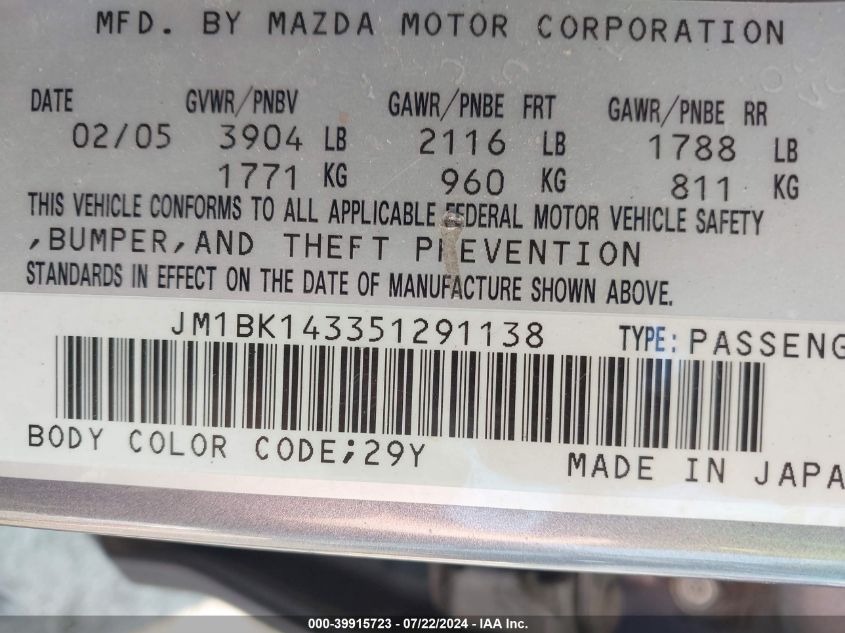 MFD. BY MAZDA MOTOR CORPORATION
DATE GVWR/PNBV GAWR/PNBE FRT GAWR/PNBE RR
02/05 3904 LB 2116 LB 1788 LB
1771 KG 960 KG 811 KG
THIS VEHICLE CONFORMS TO ALL APPLICABLE FEDERAL MOTOR VEHICLE SAFETY
,BUMPER,AND THEFT PREVENTION
STANDARDS IN EFFECT ON THE DATE OF MANUFACTURE SHOWN ABOVE.
JM1BK143351291138 TYPE: PASSENG
BODY COLOR CODE;29Y MADE IN JAPA
000-39915723 - 07/22/2024 - IAA Inc.